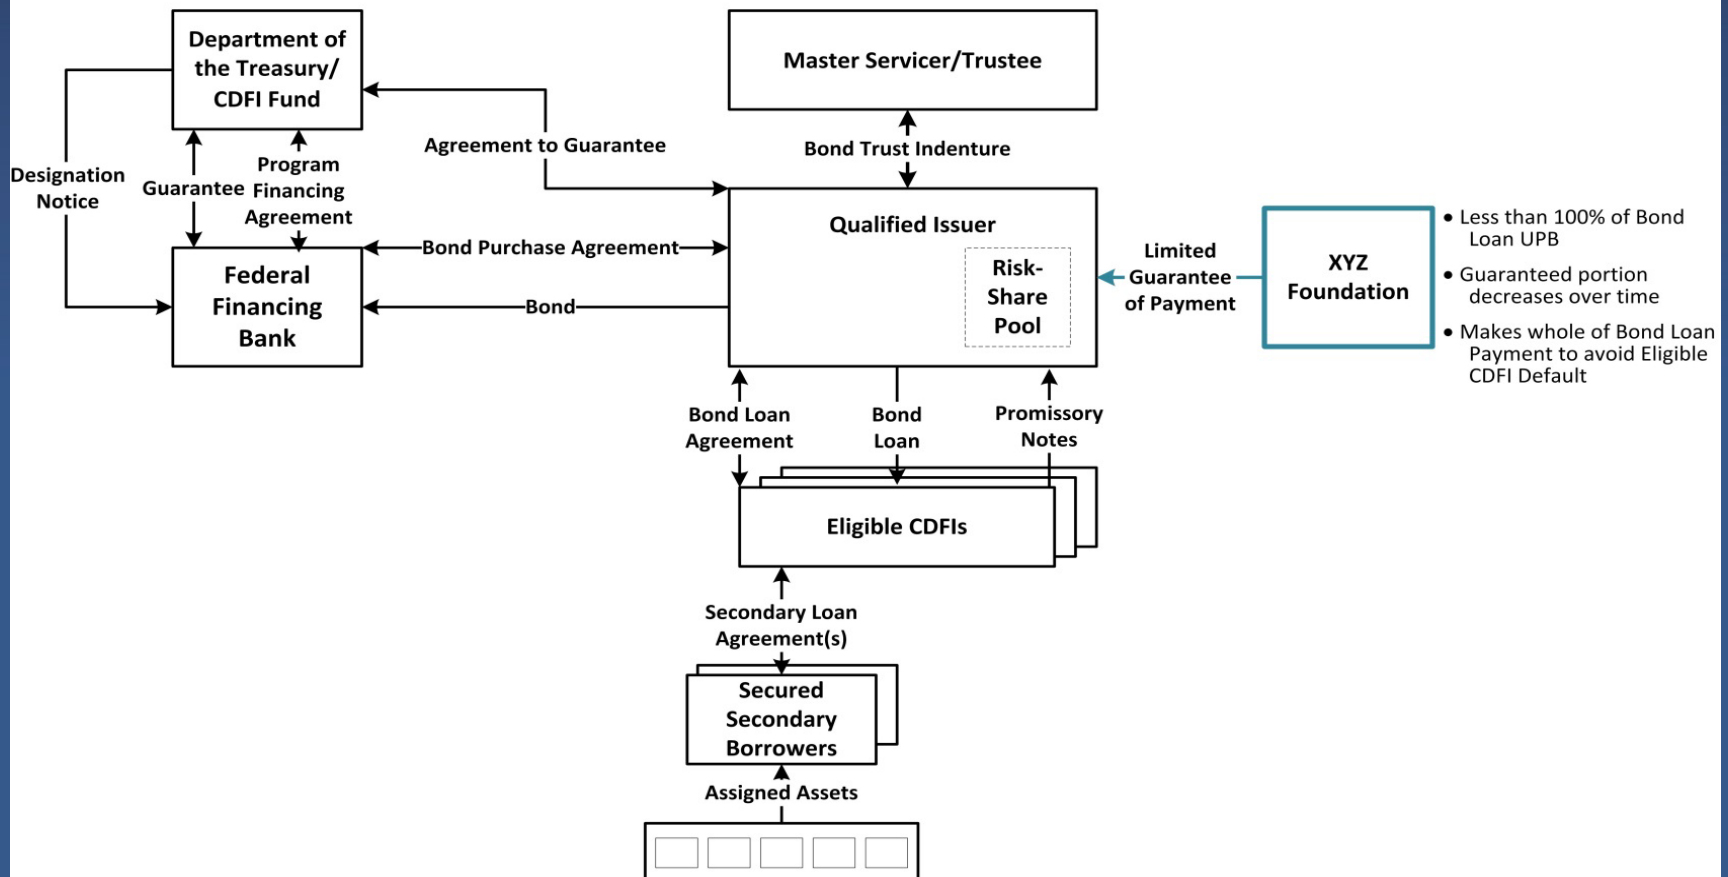 Department of
the Treasury/
CDFI Fund
Master Servicer/Trustee
Agreement to Guarantee
Bond Trust Indenture
Designation
Notice
Guarantee
Program
Financing
Agreement
Qualified Issuer
Risk-
Share
Pool
Bond Purchase Agreement
Federal
Financing
Bank
Bond
Limited
Guarantee
of Payment
XYZ
Foundation
• Less than 100% of Bond
Loan UPB
• Guaranteed portion
decreases over time
• Makes whole of Bond Loan
Payment to avoid Eligible
CDFI Default
Bond Loan
Agreement
Bond
Loan
Promissory
Notes
Eligible CDFIs
Secondary Loan
Agreement(s)
Secured
Secondary
Borrowers
Assigned Assets